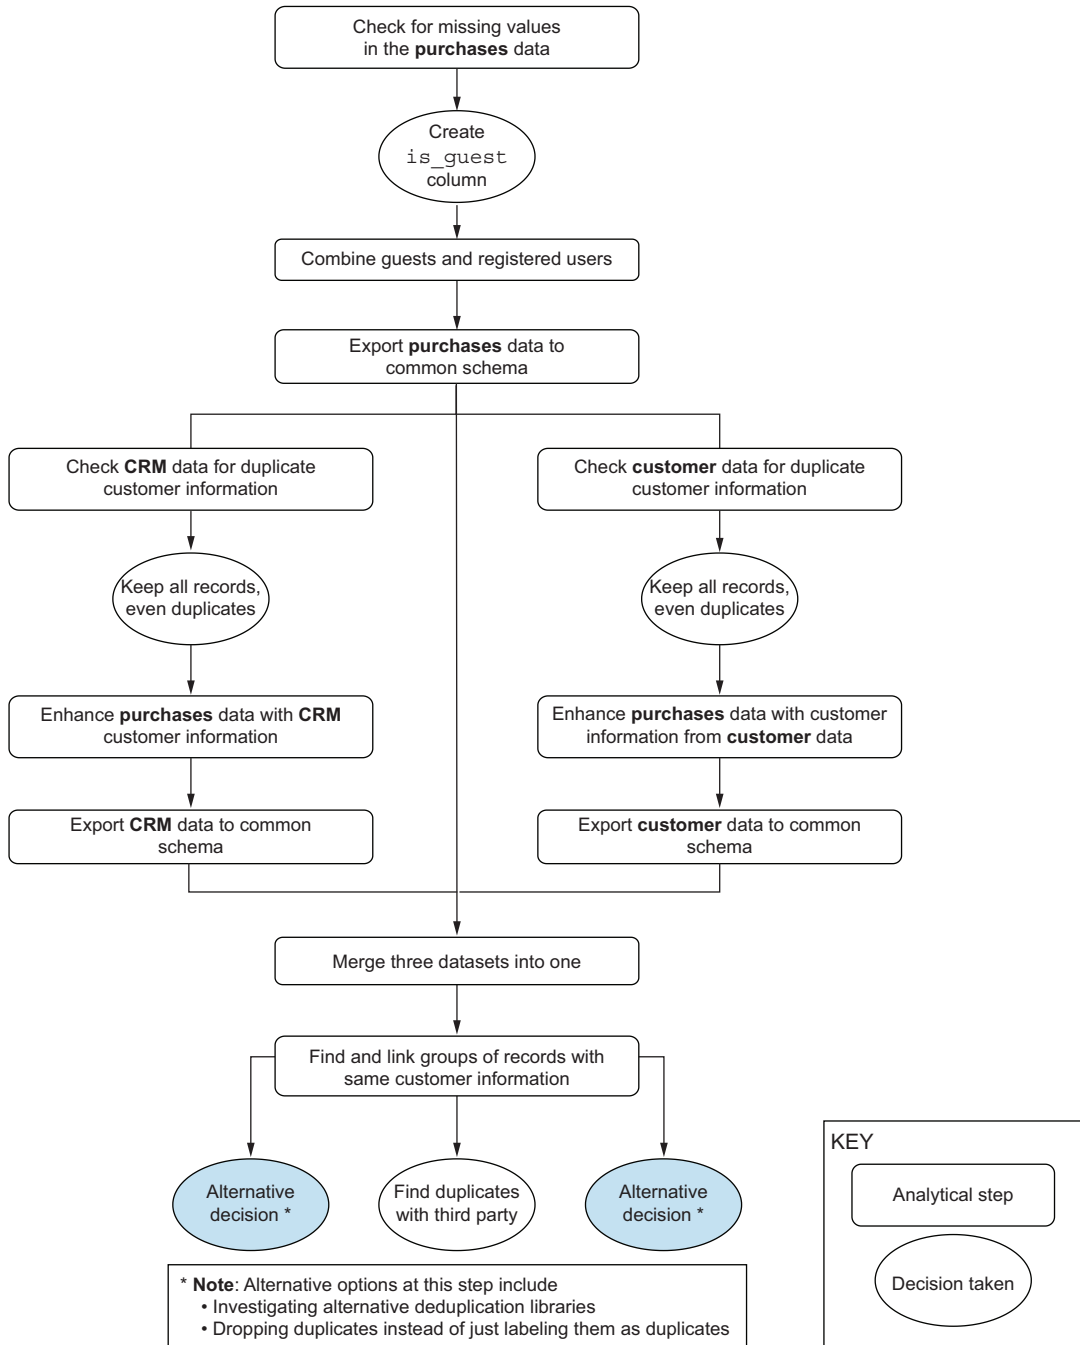 Check for missing values
in the purchases data
Create
is_guest
column
Combine guests and registered users
Export purchases data to
common schema
Check CRM data for duplicate
customer information
Check customer data for duplicate
customer information
Keep all records,
even duplicates
Keep all records,
even duplicates
Enhance purchases data with CRM
customer information
Enhance purchases data with customer
information from customer data
Export CRM data to common
schema
Export customer data to common
schema
Merge three datasets into one
Find and link groups of records with
same customer information
Alternative
decision *
Find duplicates
with third party
Alternative
decision *
* Note: Alternative options at this step include
• Investigating alternative deduplication libraries
• Dropping duplicates instead of just labeling them as duplicates
KEY
Analytical step
Decision taken